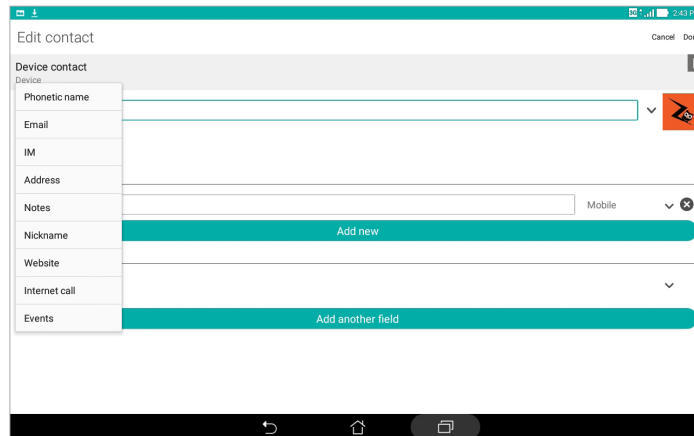 3G 2:43 P
Edit contact
Cancel
Device contact
Device
Phonetic name
Email
IM
Address
Notes
Mobile
Nickname
Add new
Website
Internet call
Events
Add another field